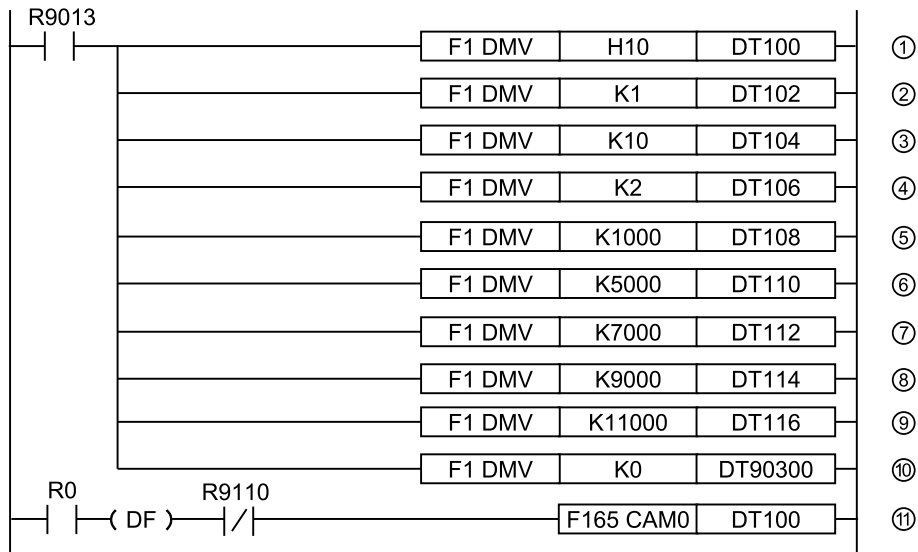 R9013
F1 DMV H10 DT100 ①
F1 DMV K1 DT102 ②
F1 DMV K10 DT104 ③
F1 DMV K2 DT106 ④
F1 DMV K1000 DT108 ⑤
F1 DMV K5000 DT110 ⑥
F1 DMV K7000 DT112 ⑦
F1 DMV K9000 DT114 ⑧
F1 DMV K11000 DT116 ⑨
F1 DMV K0 DT90300 ⑩
R0 R9110
( DF ) F165 CAM0 DT100 ⑪